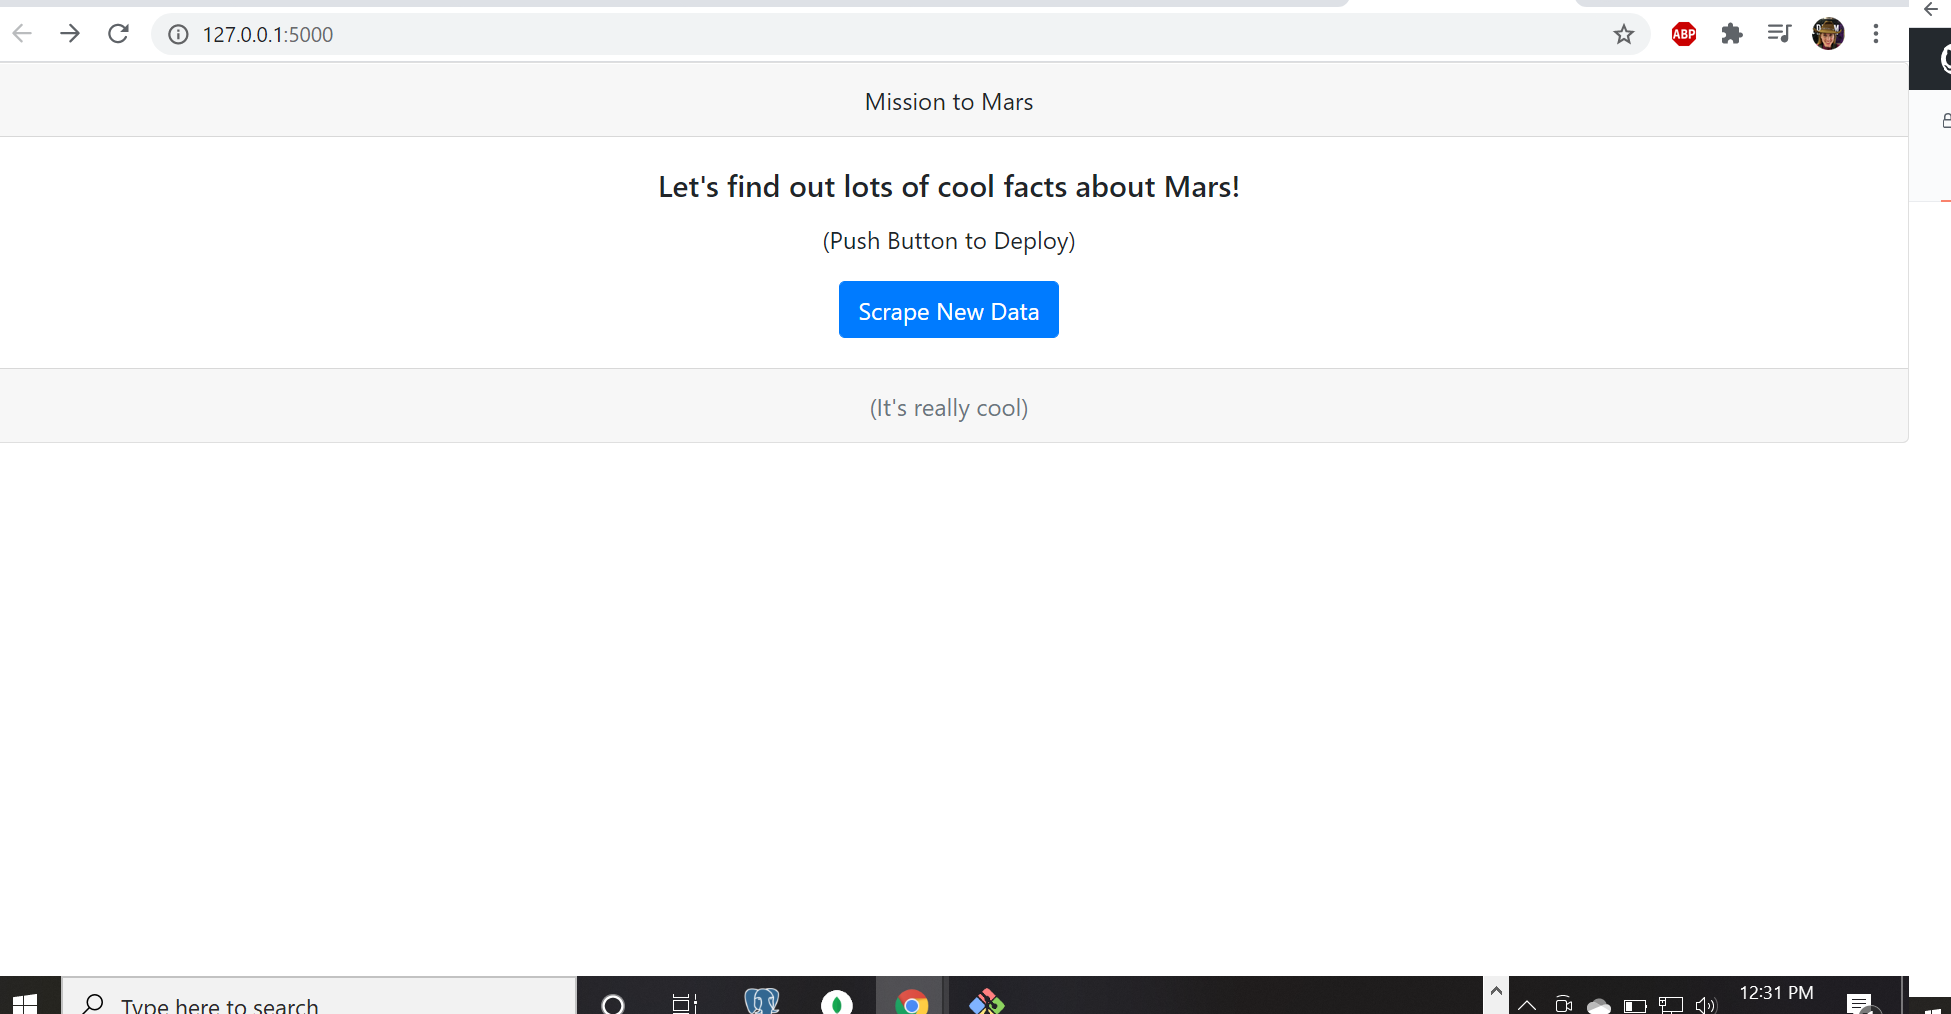 127.0.0.1:5000
ABP
Mission to Mars
Let's find out lots of cool facts about Mars!
(Push Button to Deploy)
Scrape New Data
(It's really cool)
Type here to search
12:31 PM